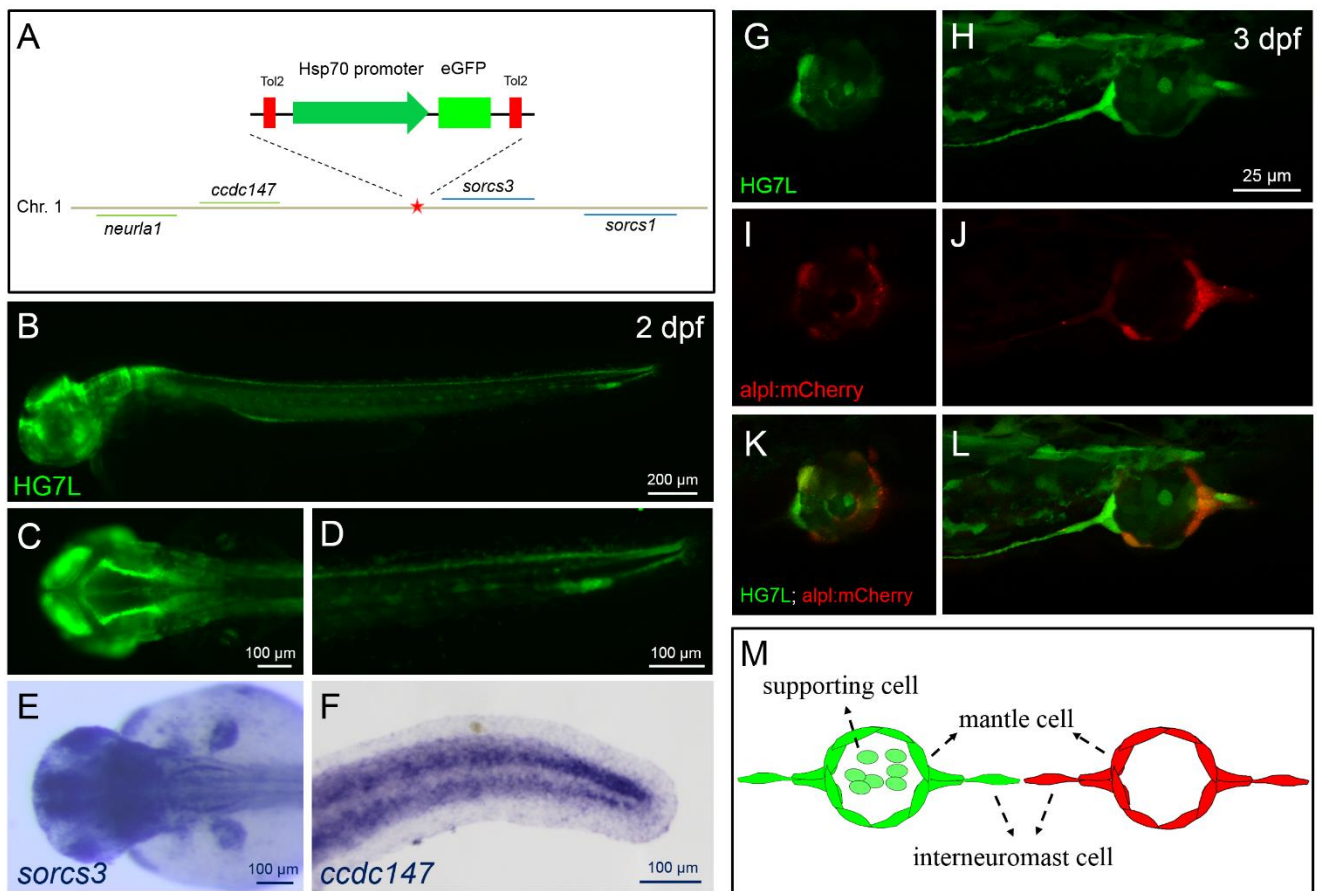 A
Hsp70 promoter
eGFP
Tol2
Tol2
ccdc147
sorcs3
Chr. 1
neurla1
sorcs1
B
2 dpf
HG7L
200 µm
C
100 µm
D
100 µm
E
sorcs3
100 µm
F
ccdc147
100 µm
G
HG7L
H
3 dpf
25 µm
I
alpl:mCherry
J
K
HG7L; alpl:mCherry
L
M
supporting cell
mantle cell
interneuromast cell